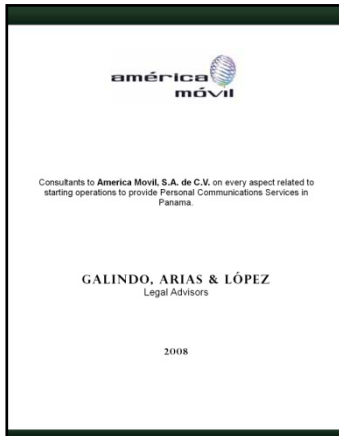 américa
móvil
Consultants to America Movil, S.A. de C.V. on every aspect related to
starting operations to provide Personal Communications Services in
Panama.
GALINDO, ARIAS & LÓPEZ
Legal Advisors
2008